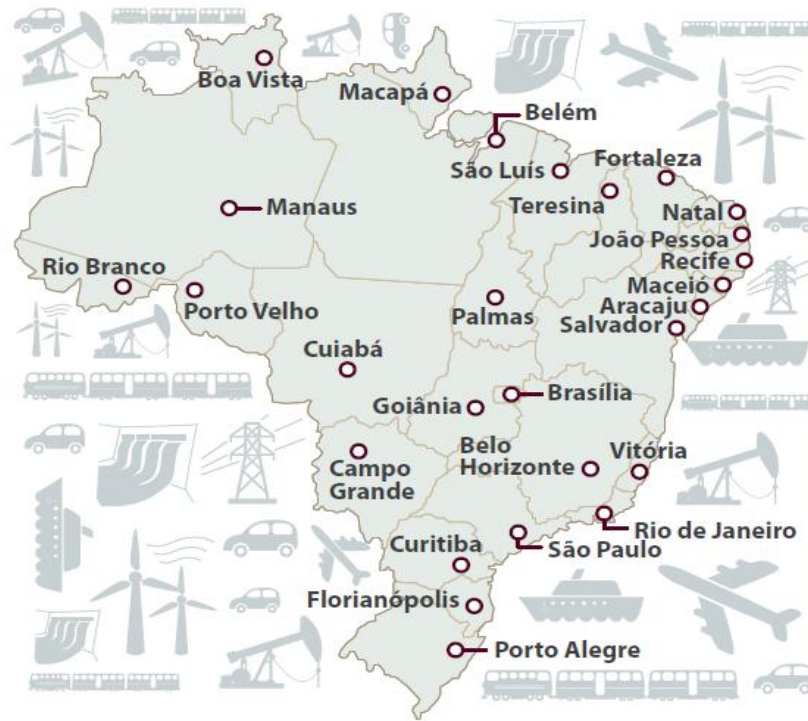 Boa Vista
Macapá
Belém
São Luís
Fortaleza
Teresina
Manaus
Natal
João Pessoa
Recife
Rio Branco
Maceió
Porto Velho
Palmas
Aracaju
Salvador
Cuiabá
Brasília
Goiânia
Belo
Horizonte
Vitória
Campo
Grande
Rio de Janeiro
Curitiba
São Paulo
Florianópolis
Porto Alegre